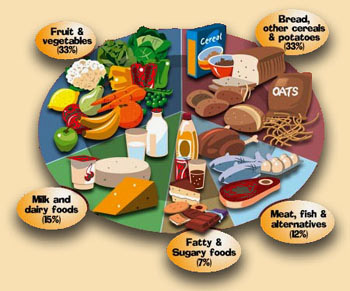 Fruit &
vegetables
(33%)
Bread,
other cereals
& potatoes
(33%)
Cereal
OATS
Milk and
dairy foods
(15%)
Meat, fish &
alternatives
(12%)
Fatty &
Sugary foods
(7%)